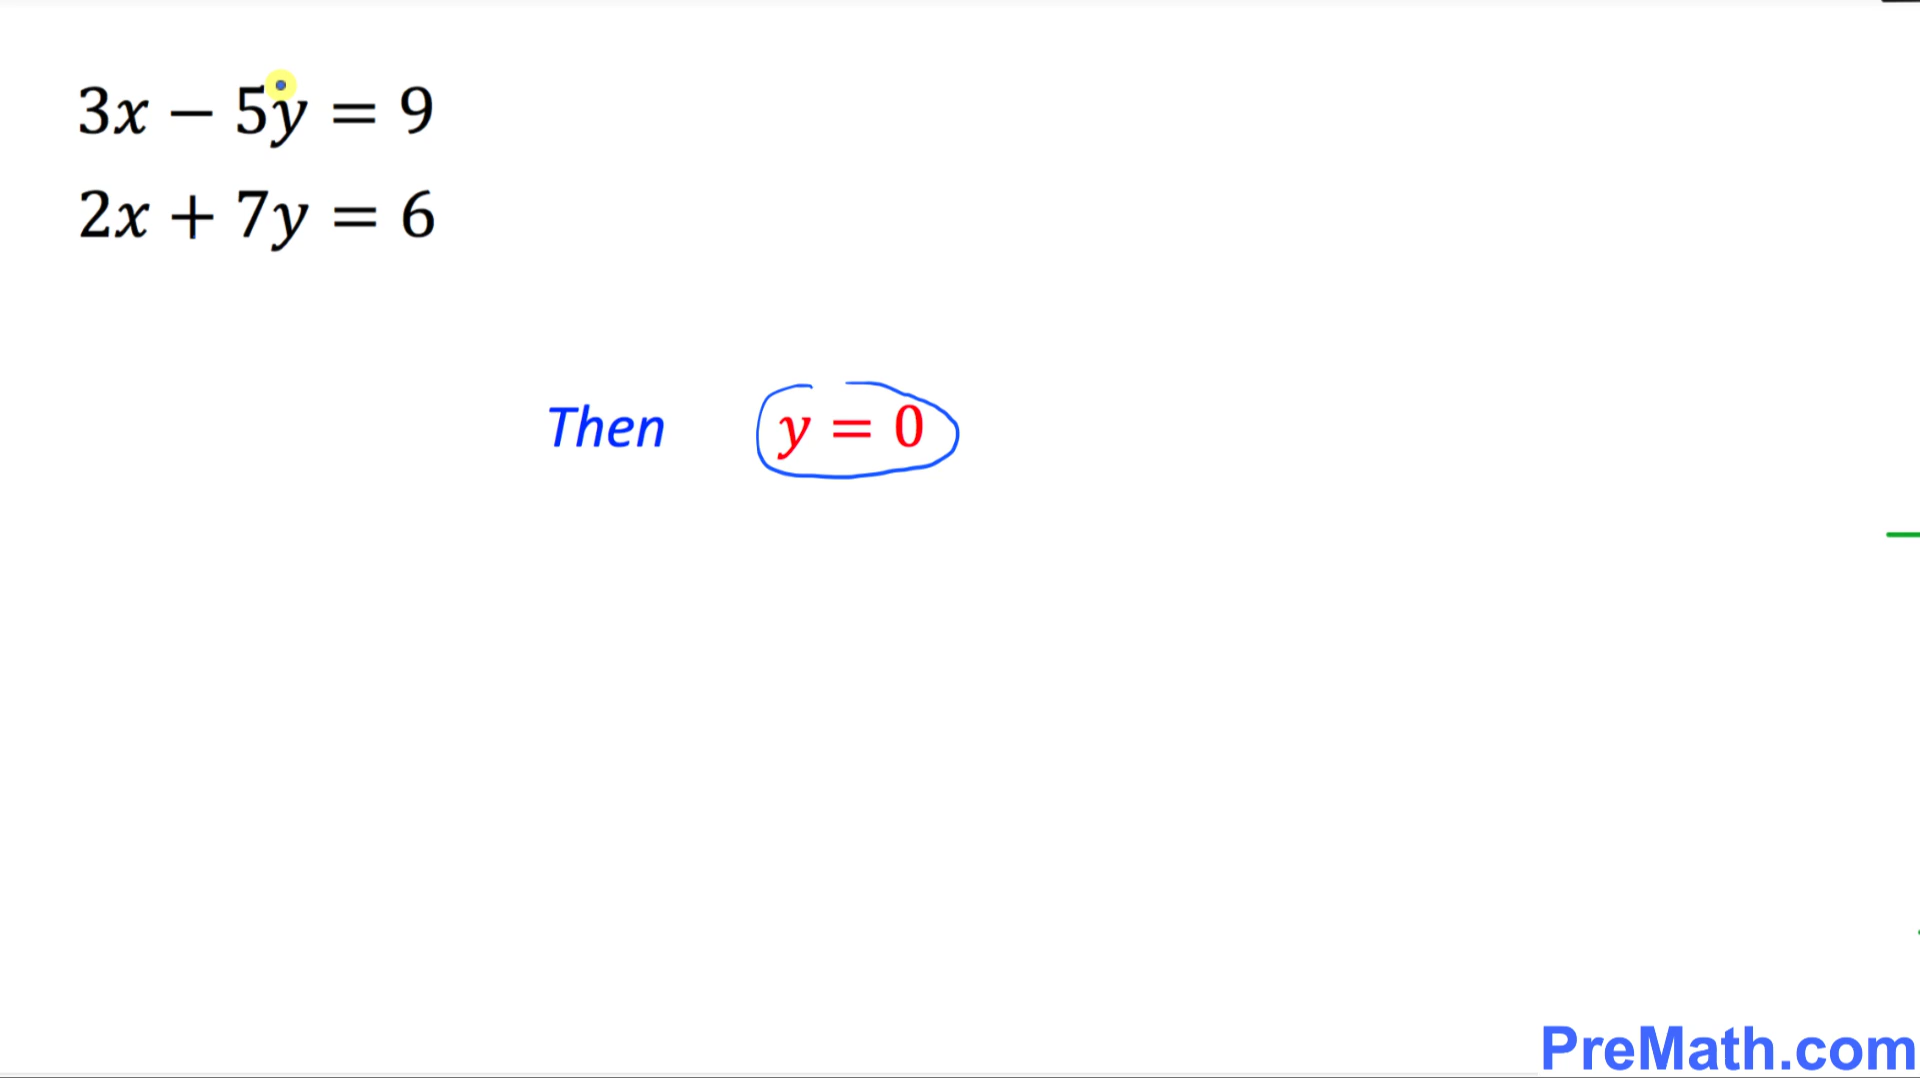 3x − 5y = 9
2x + 7y = 6
Then y = 0
PreMath.com